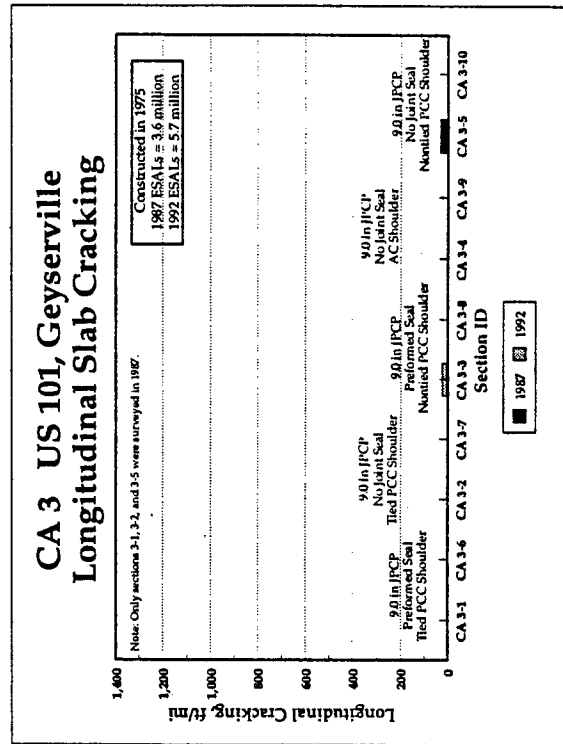 CA 3 US 101, Geyserville
Longitudinal Slab Cracking
Note: Only sections 3-1, 3-2, and 3-5 were surveyed in 1987.
Constructed in 1975
1987 ESALs = 3.6 million
1992 ESALs = 5.7 million
Longitudinal Cracking, ft/mi
1,400
1,200
1,000
800
600
400
200
0
9.0 in JPCP
Preformed Seal
Tied PCC Shoulder
9.0 in JPCP
No Joint Seal
Tied PCC Shoulder
9.0 in JPCP
Preformed Seal
Nontied PCC Shoulder
9.0 in JPCP
No Joint Seal
AC Shoulder
9.0 in JPCP
No Joint Seal
Nontied PCC Shoulder
CA 3-1 CA 3-6 CA 3-2 CA 3-7 CA 3-3 CA 3-8 CA 3-4 CA 3-9 CA 3-5 CA 3-10
Section ID
1987 1992